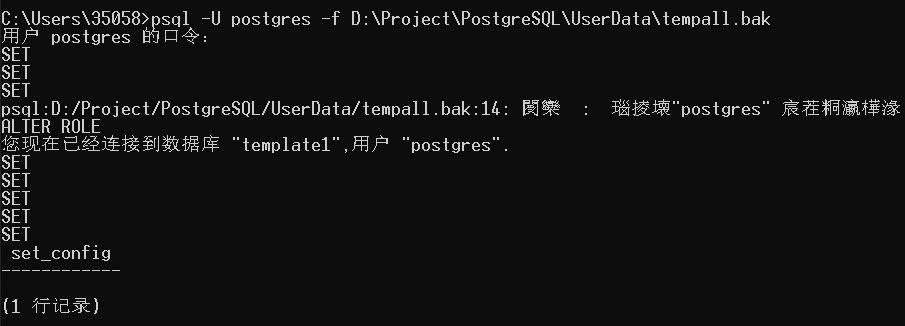 C:\Users\35058>psql -U postgres -f D:\Project\PostgreSQL\UserData\tempall.bak
用户 postgres 的口令：
SET
SET
SET
psql:D:/Project/PostgreSQL/UserData/tempall.bak:14: 閿欒  :  瑙掕壊"postgres" 宸茬粡瀛樺湪
ALTER ROLE
您现在已经连接到数据库 "template1",用户 "postgres".
SET
SET
SET
SET
SET
set_config
------------
(1 行记录)